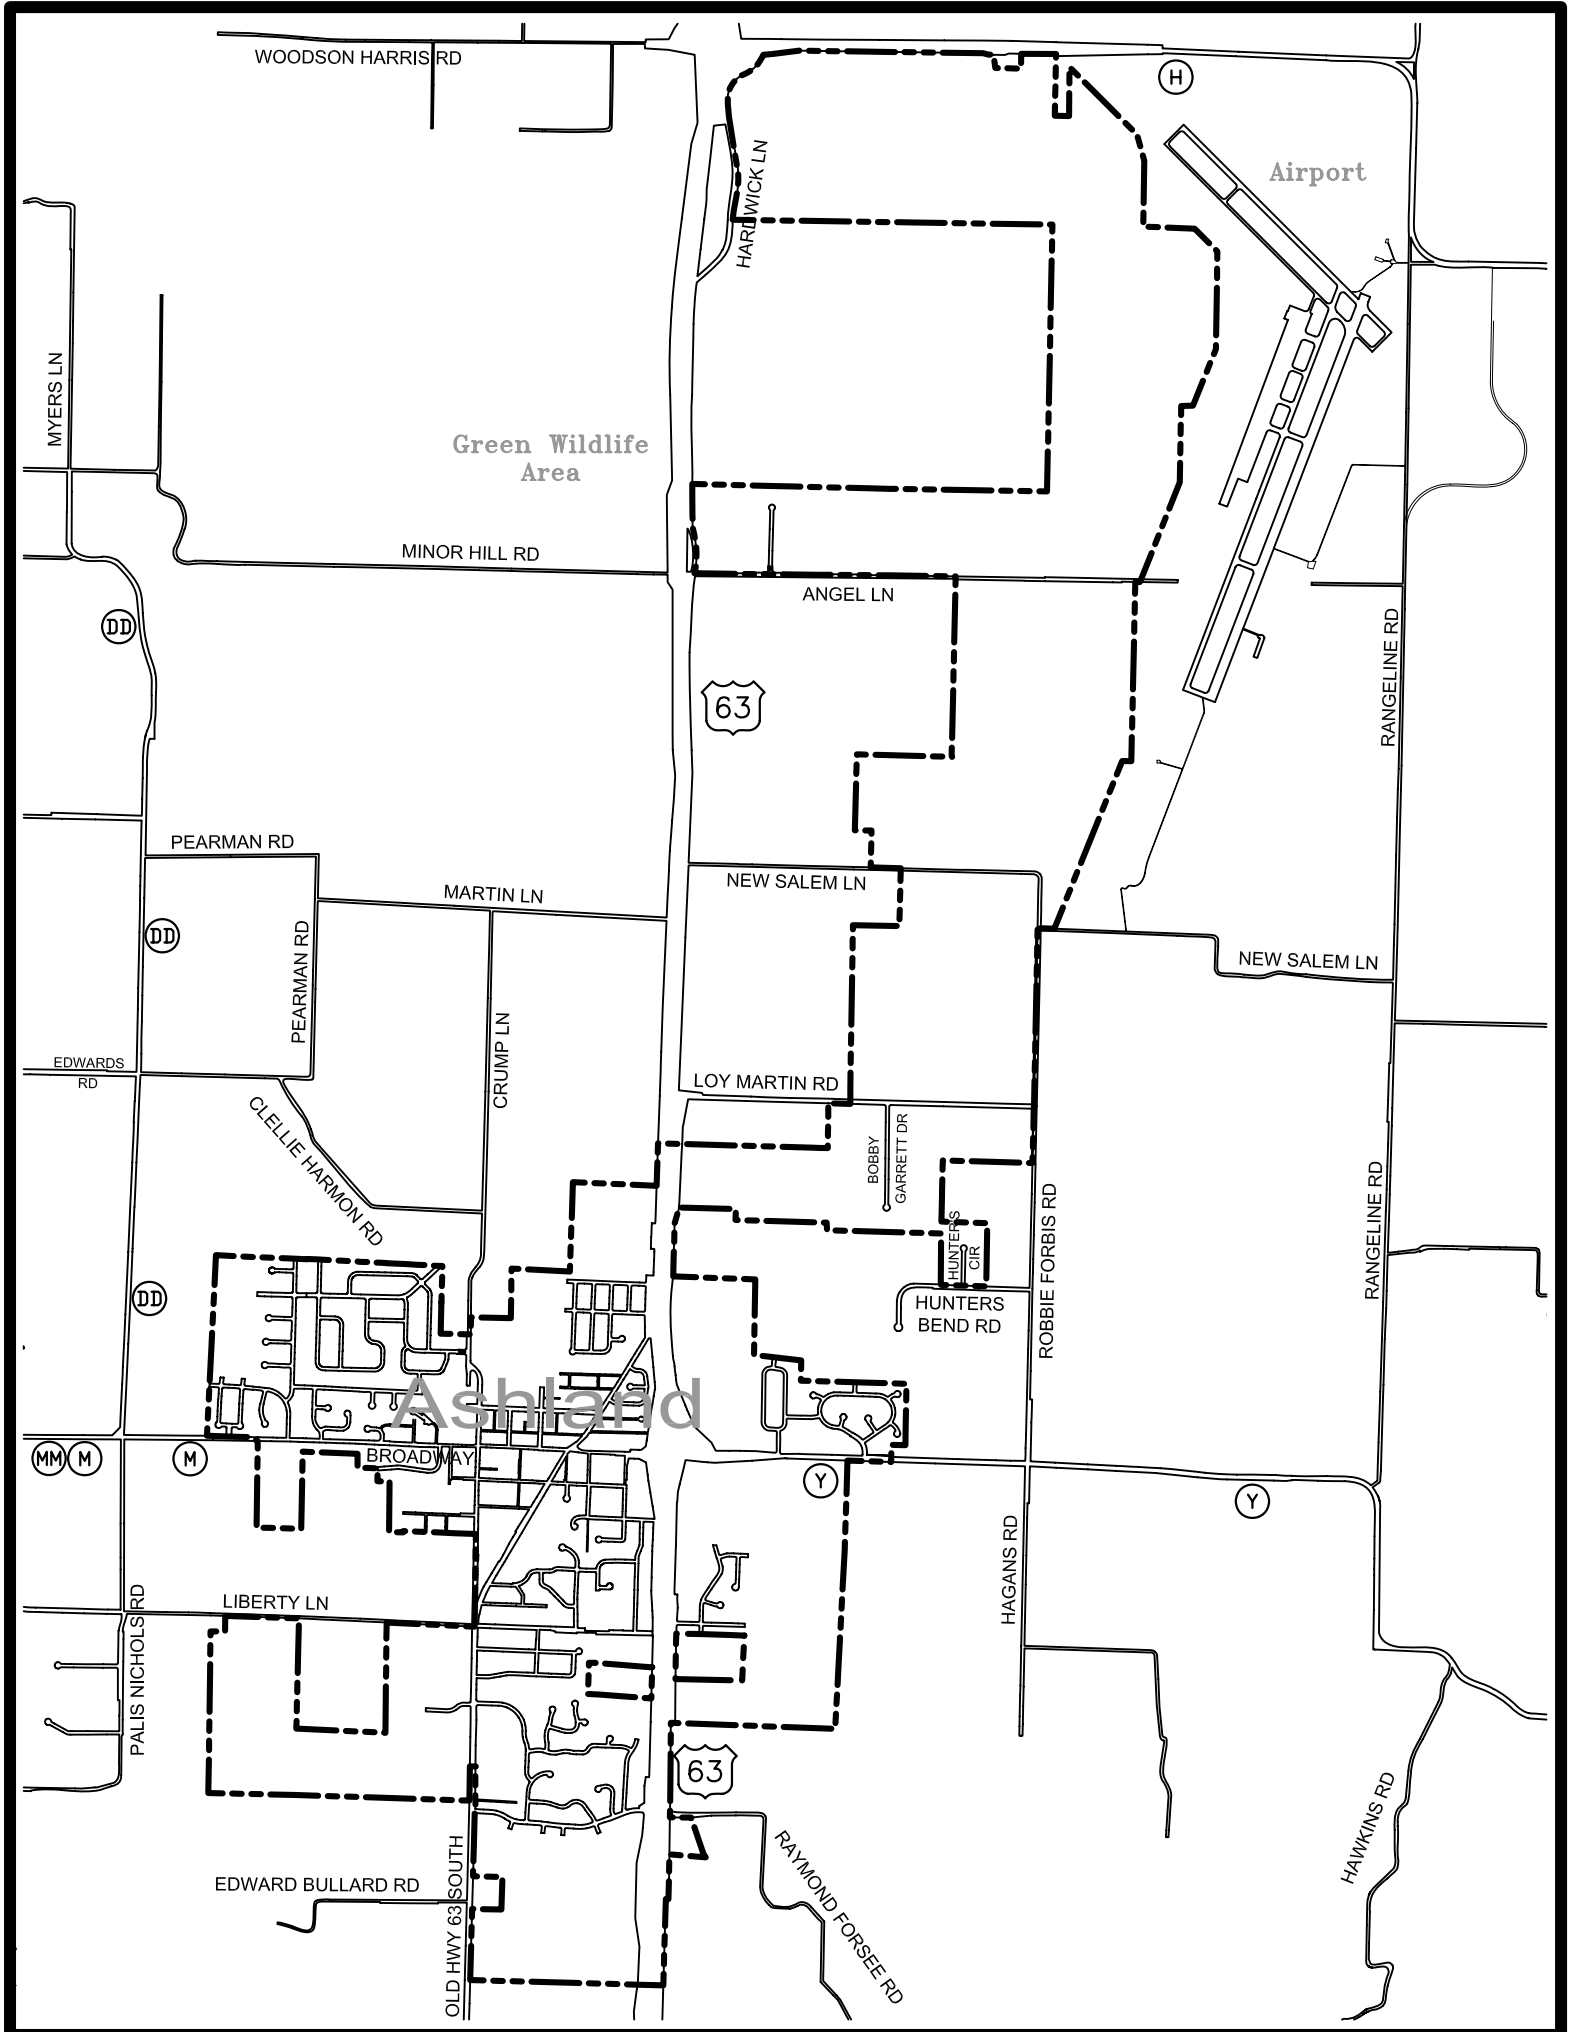 WOODSON HARRIS RD
H
HARDWICK LN
Airport
MYERS LN
Green Wildlife
Area
MINOR HILL RD
ANGEL LN
DD
RANGELINE RD
63
PEARMAN RD
NEW SALEM LN
MARTIN LN
DD
PEARMAN RD
NEW SALEM LN
CRUMP LN
EDWARDS
RD
LOY MARTIN RD
CLELLIE HARMON RD
BOBBY
GARRETT DR
HUNTER'S
CIR
ROBBIE FORBIS RD
RANGELINE RD
DD
HUNTERS
BEND RD
Ashland
BROADWAY
MM
M
M
Y
Y
HAGANS RD
LIBERTY LN
PALIS NICHOLS RD
63
HAWKINS RD
RAYMOND FORSEE RD
EDWARD BULLARD RD
OLD HWY 63 SOUTH